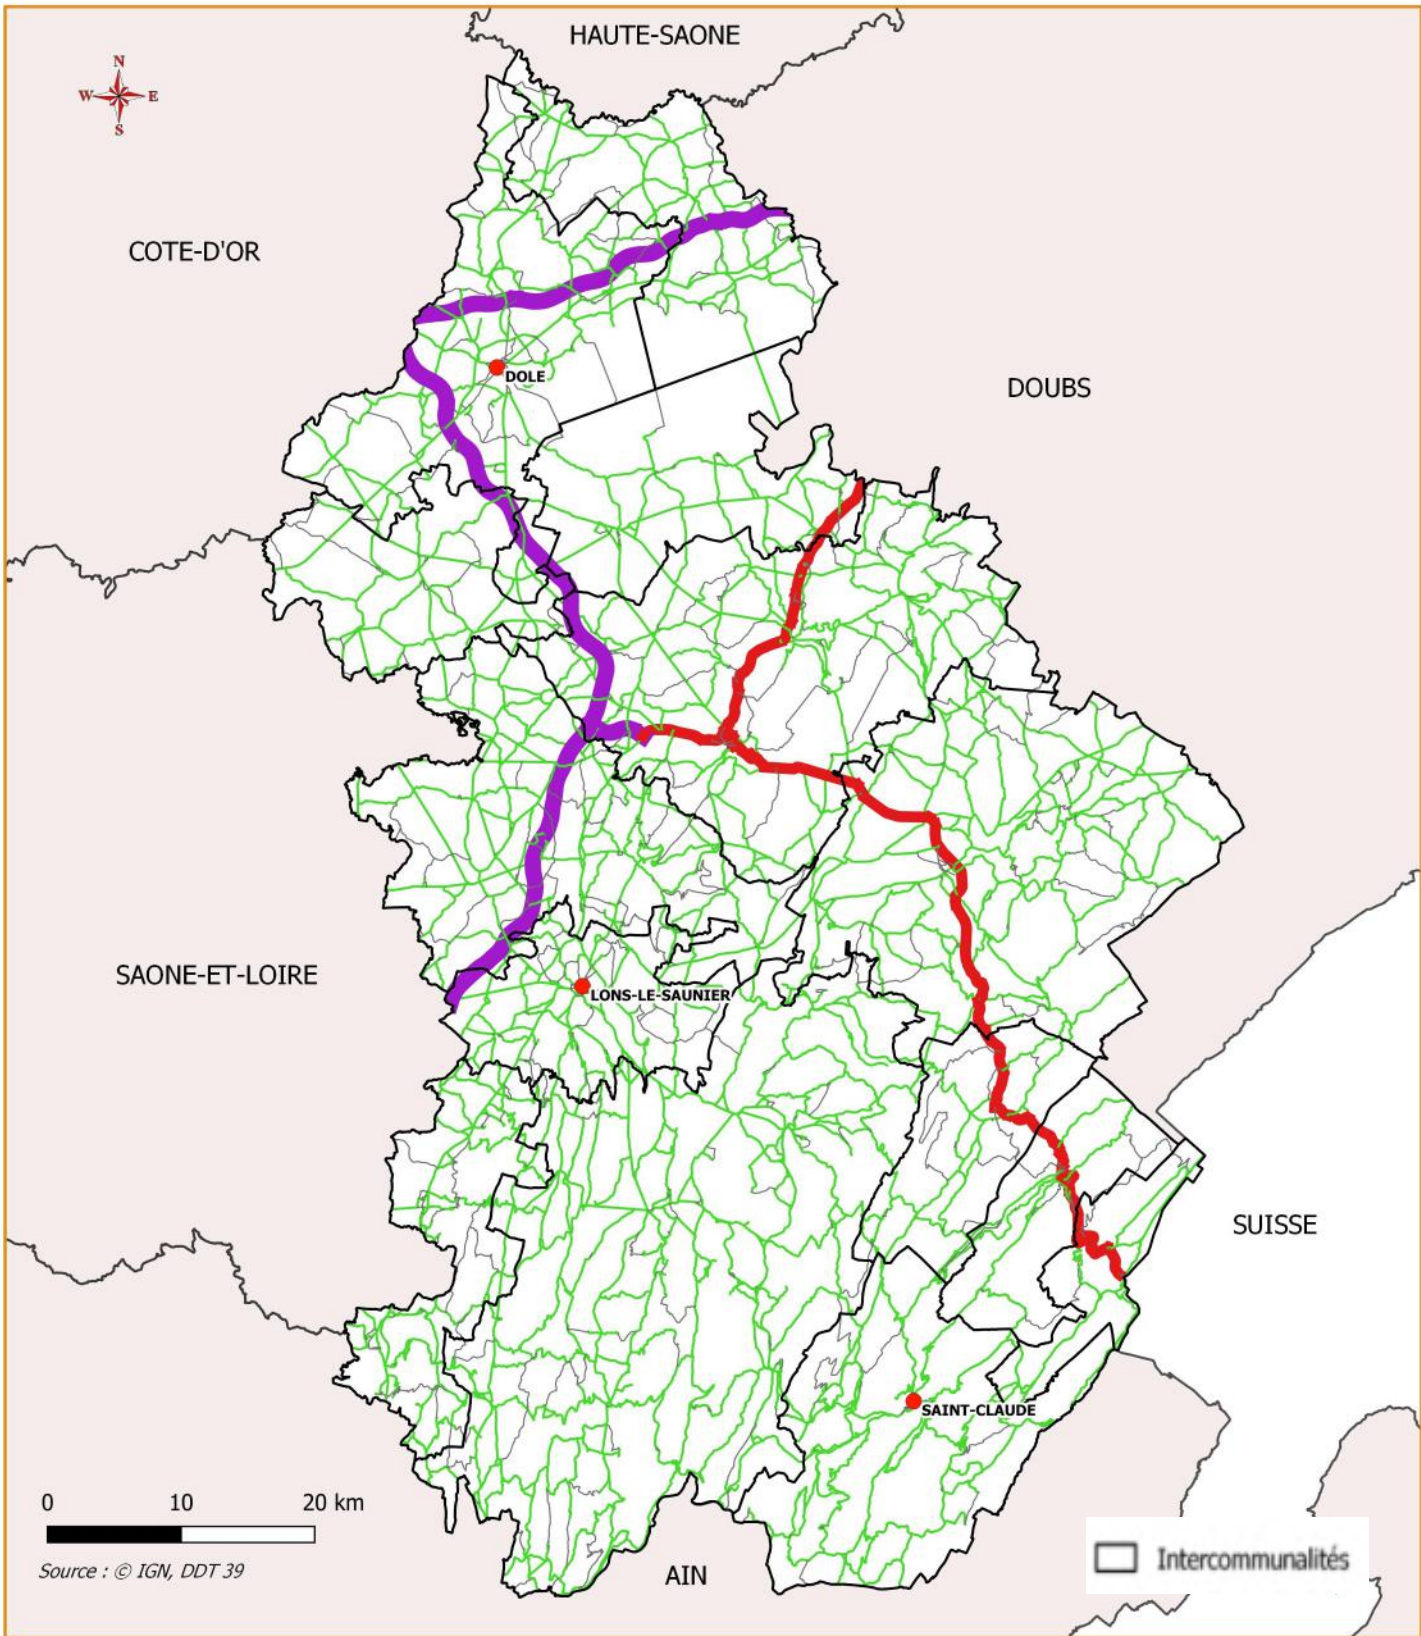 HAUTE-SAONE
N
W E
S
COTE-D'OR
DOLE
DOUBS
SAONE-ET-LOIRE
LONS-LE-SAUNIER
SUISSE
SAINT-CLAUDE
0 10 20 km
Source : © IGN, DDT 39
AIN
Intercommunalités